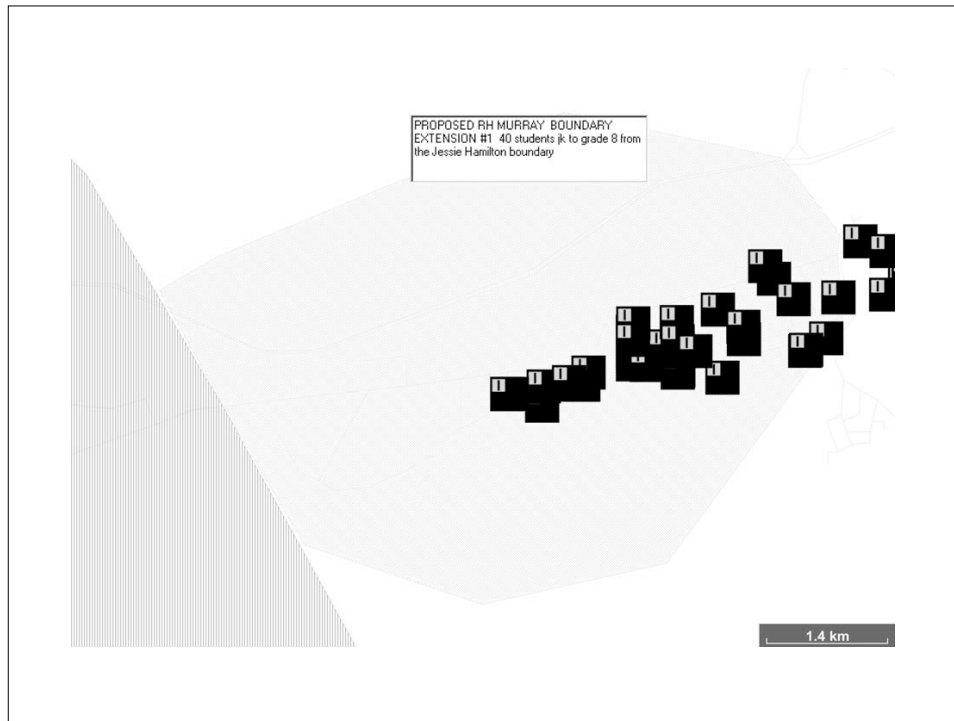 PROPOSED RH MURRAY BOUNDARY
EXTENSION #1 40 students jk to grade 8 from
the Jessie Hamilton boundary
1.4 km